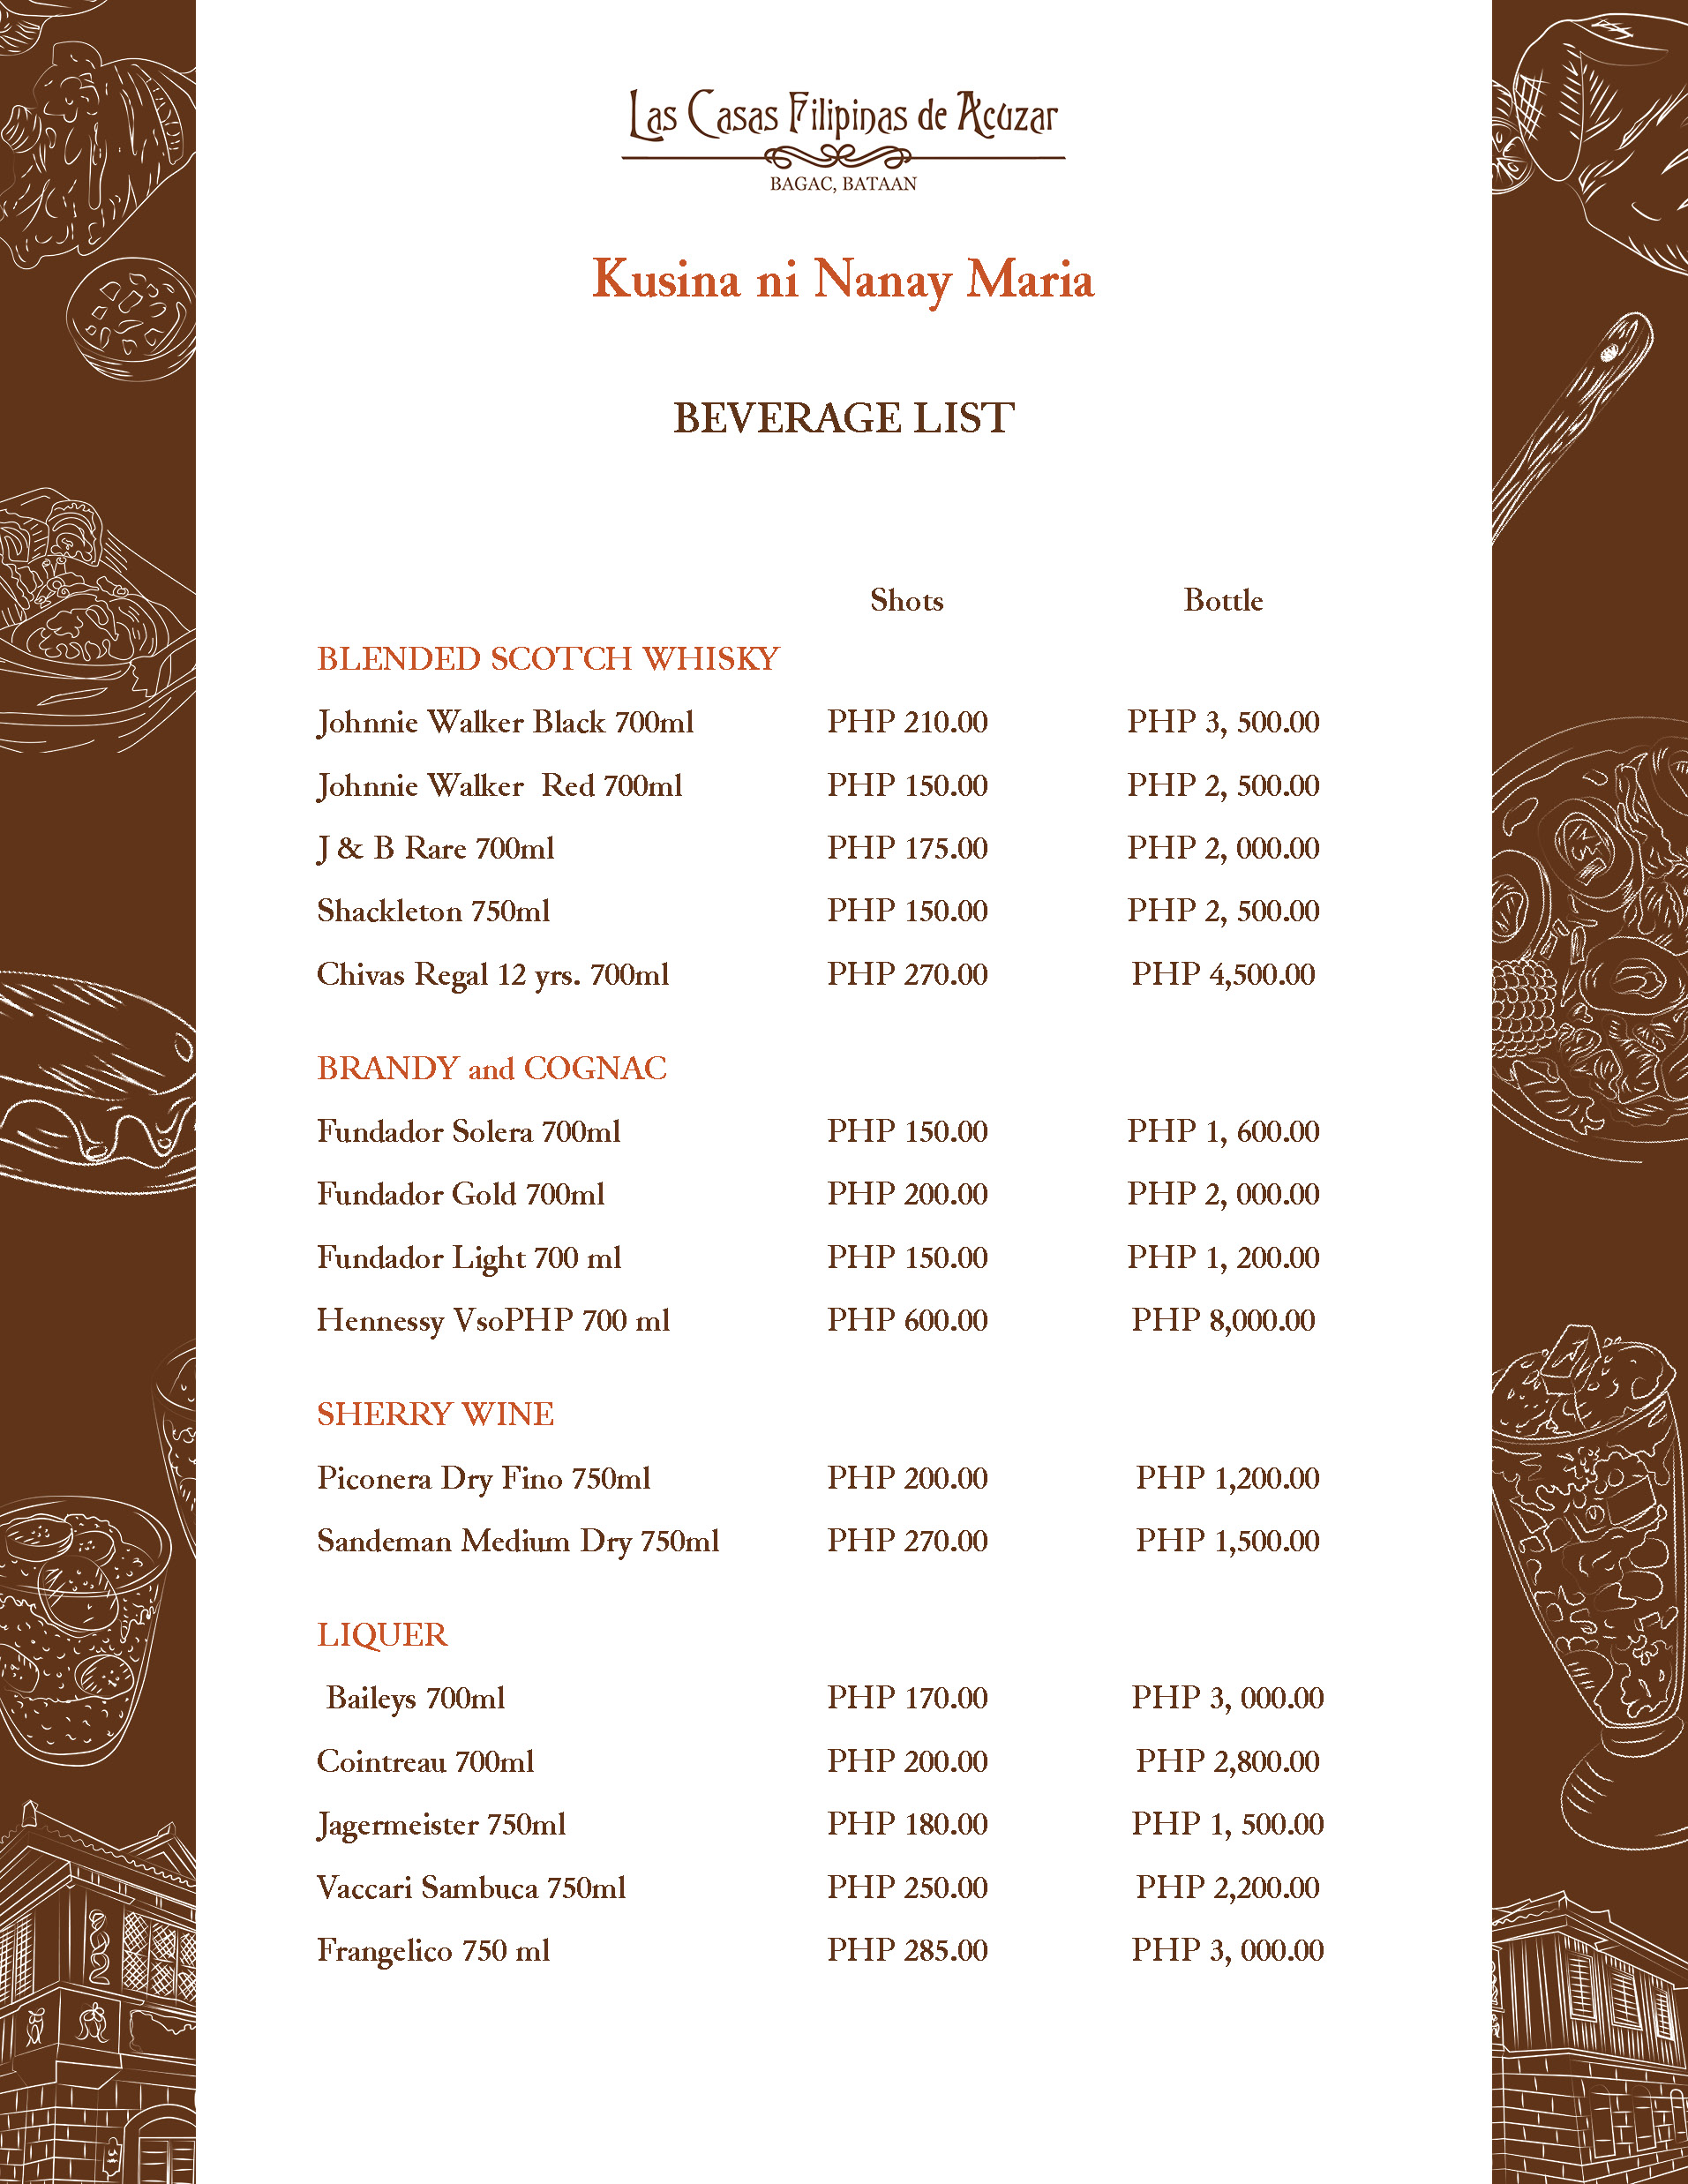 Las Casas Filipinas de Acuzar
BAGAC, BATAAN
Kusina ni Nanay Maria
BEVERAGE LIST
Shots Bottle
BLENDED SCOTCH WHISKY
Johnnie Walker Black 700ml PHP 210.00 PHP 3, 500.00
Johnnie Walker Red 700ml PHP 150.00 PHP 2, 500.00
J & B Rare 700ml PHP 175.00 PHP 2, 000.00
Shackleton 750ml PHP 150.00 PHP 2, 500.00
Chivas Regal 12 yrs. 700ml PHP 270.00 PHP 4,500.00
BRANDY and COGNAC
Fundador Solera 700ml PHP 150.00 PHP 1, 600.00
Fundador Gold 700ml PHP 200.00 PHP 2, 000.00
Fundador Light 700 ml PHP 150.00 PHP 1, 200.00
Hennessy VsoPHP 700 ml PHP 600.00 PHP 8,000.00
SHERRY WINE
Piconera Dry Fino 750ml PHP 200.00 PHP 1,200.00
Sandeman Medium Dry 750ml PHP 270.00 PHP 1,500.00
LIQUER
Baileys 700ml PHP 170.00 PHP 3, 000.00
Cointreau 700ml PHP 200.00 PHP 2,800.00
Jagermeister 750ml PHP 180.00 PHP 1, 500.00
Vaccari Sambuca 750ml PHP 250.00 PHP 2,200.00
Frangelico 750 ml PHP 285.00 PHP 3, 000.00